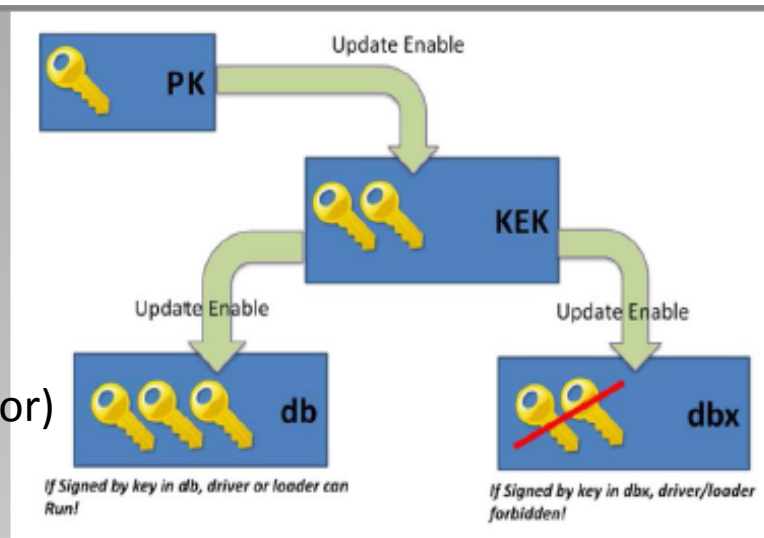 Update Enable
PK
KEK
Update Enable
Update Enable
or)
db
dbx
If Signed by key in db, driver or loader can
Run!
If Signed by key in dbx, driver/loader
forbidden!